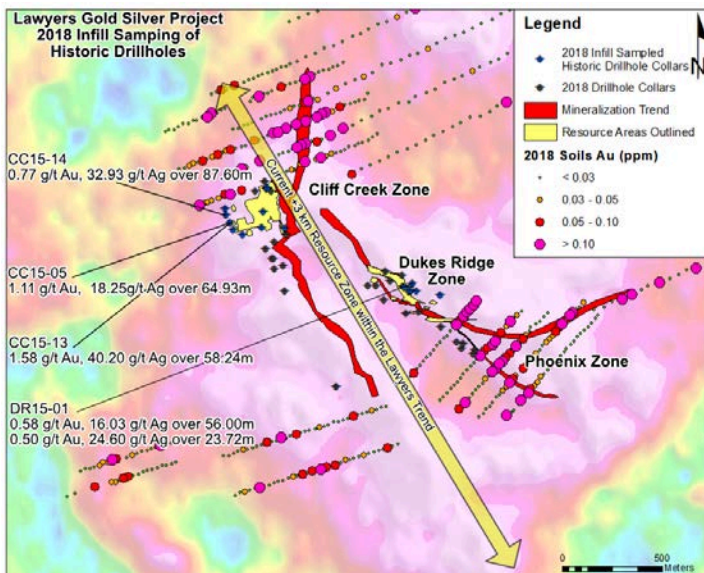 Lawyers Gold Silver Project
2018 Infill Sampling of
Historic Drillholes
CC15-14
0.77 g/t Au, 32.93 g/t Ag over 87.60m
CC15-05
1.11 g/t Au, 18.25g/t Ag over 64.93m
CC15-13
1.58 g/t Au, 40.20 g/t Ag over 58:24m
DR15-01
0.58 g/t Au, 16.03 g/t Ag over 56.00m
0.50 g/t Au, 24.60 g/t Ag over 23.72m
Current +3 km Resource Zone within the Lawyers Trend
Cliff Creek Zone
Dukes Ridge
Zone
Phoenix Zone
Legend
2018 Infill Sampled
Historic Drillhole Collars
2018 Drillhole Collars
Mineralization Trend
Resource Areas Outlined
2018 Soils Au (ppm)
< 0.03
0.03 - 0.05
0.05 - 0.10
> 0.10
N
0 500
Meters